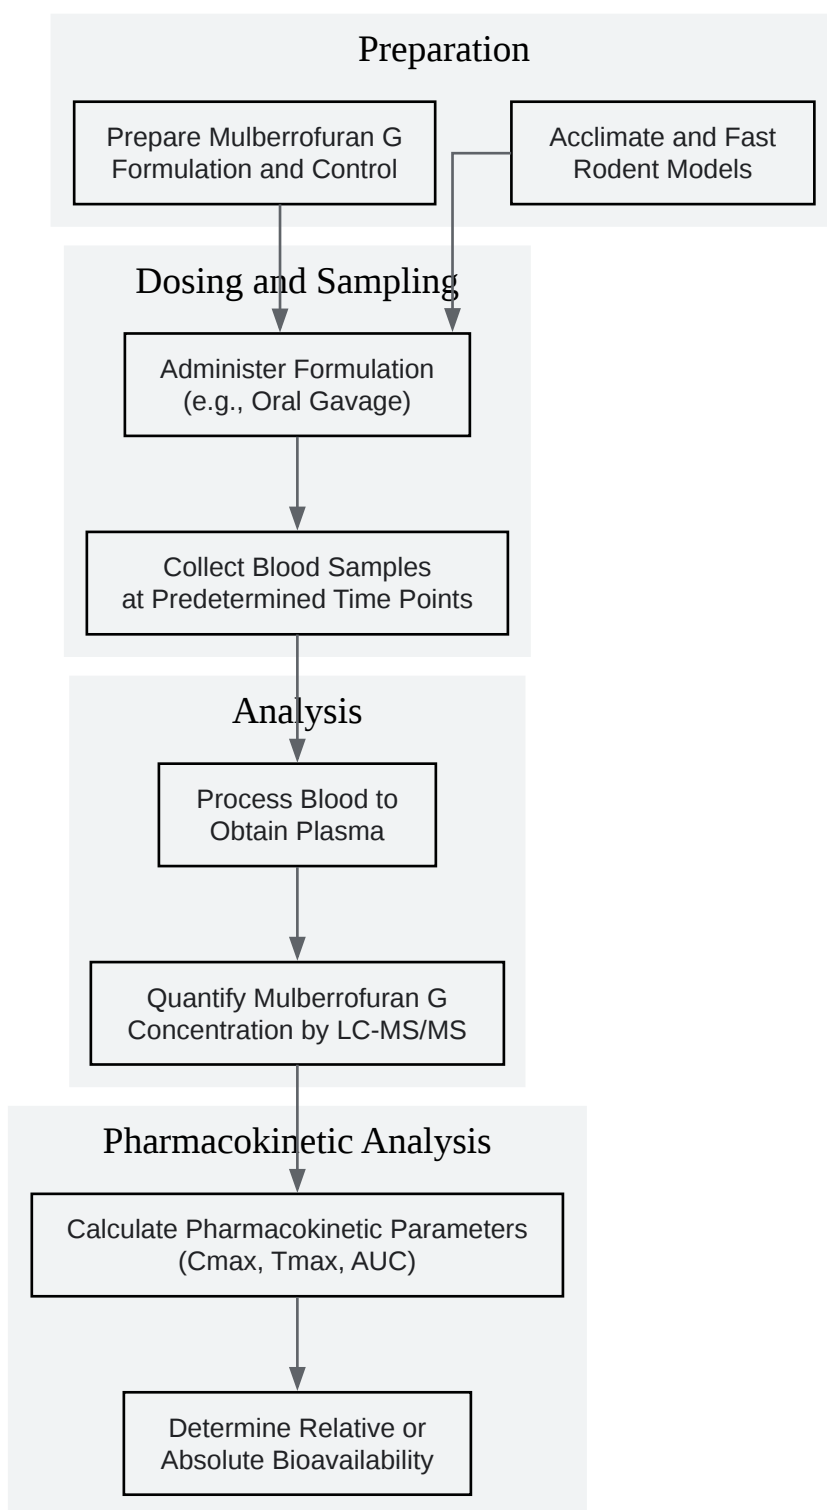 Preparation
Prepare Mulberrofuran G
Formulation and Control
Acclimate and Fast
Rodent Models
Dosing and Sampling
Administer Formulation
(e.g., Oral Gavage)
Collect Blood Samples
at Predetermined Time Points
Analysis
Process Blood to
Obtain Plasma
Quantify Mulberrofuran G
Concentration by LC-MS/MS
Pharmacokinetic Analysis
Calculate Pharmacokinetic Parameters
(Cmax, Tmax, AUC)
Determine Relative or
Absolute Bioavailability